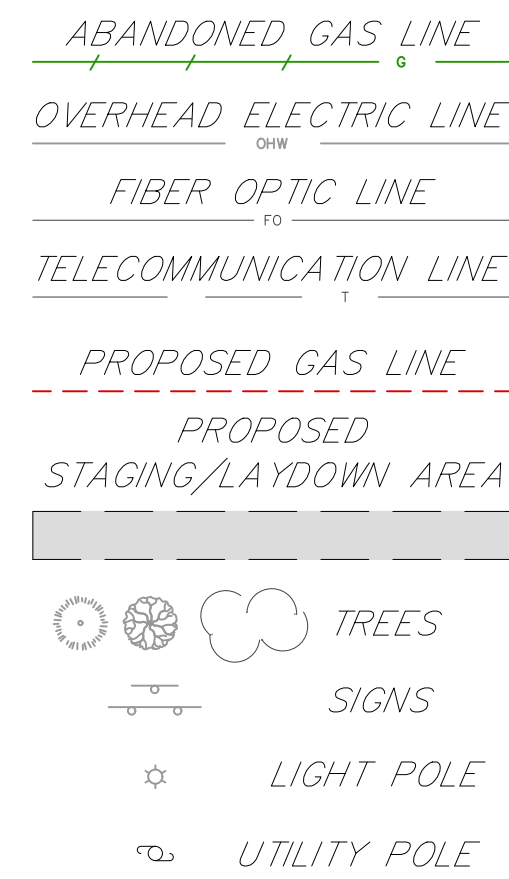 ABANDONED GAS LINE
G
OVERHEAD ELECTRIC LINE
OHW
FIBER OPTIC LINE
FO
TELECOMMUNICATION LINE
T
PROPOSED GAS LINE
PROPOSED
STAGING/LAYDOWN AREA
TREES
SIGNS
LIGHT POLE
UTILITY POLE